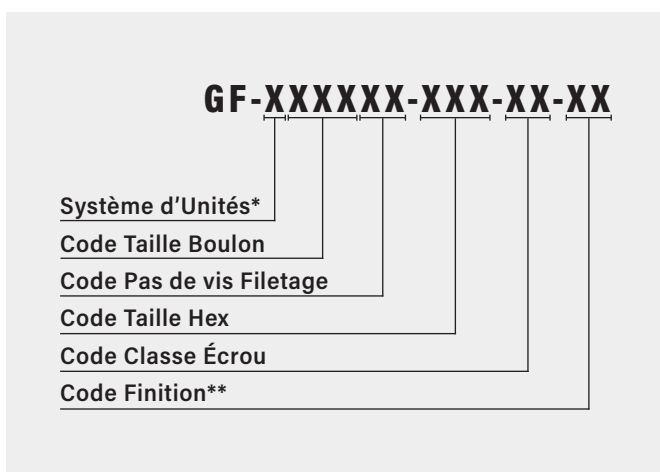 GF-XXXXXX-XXX-XX-XX
Système d'Unités*
Code Taille Boulon
Code Pas de vis Filetage
Code Taille Hex
Code Classe Écrou
Code Finition**